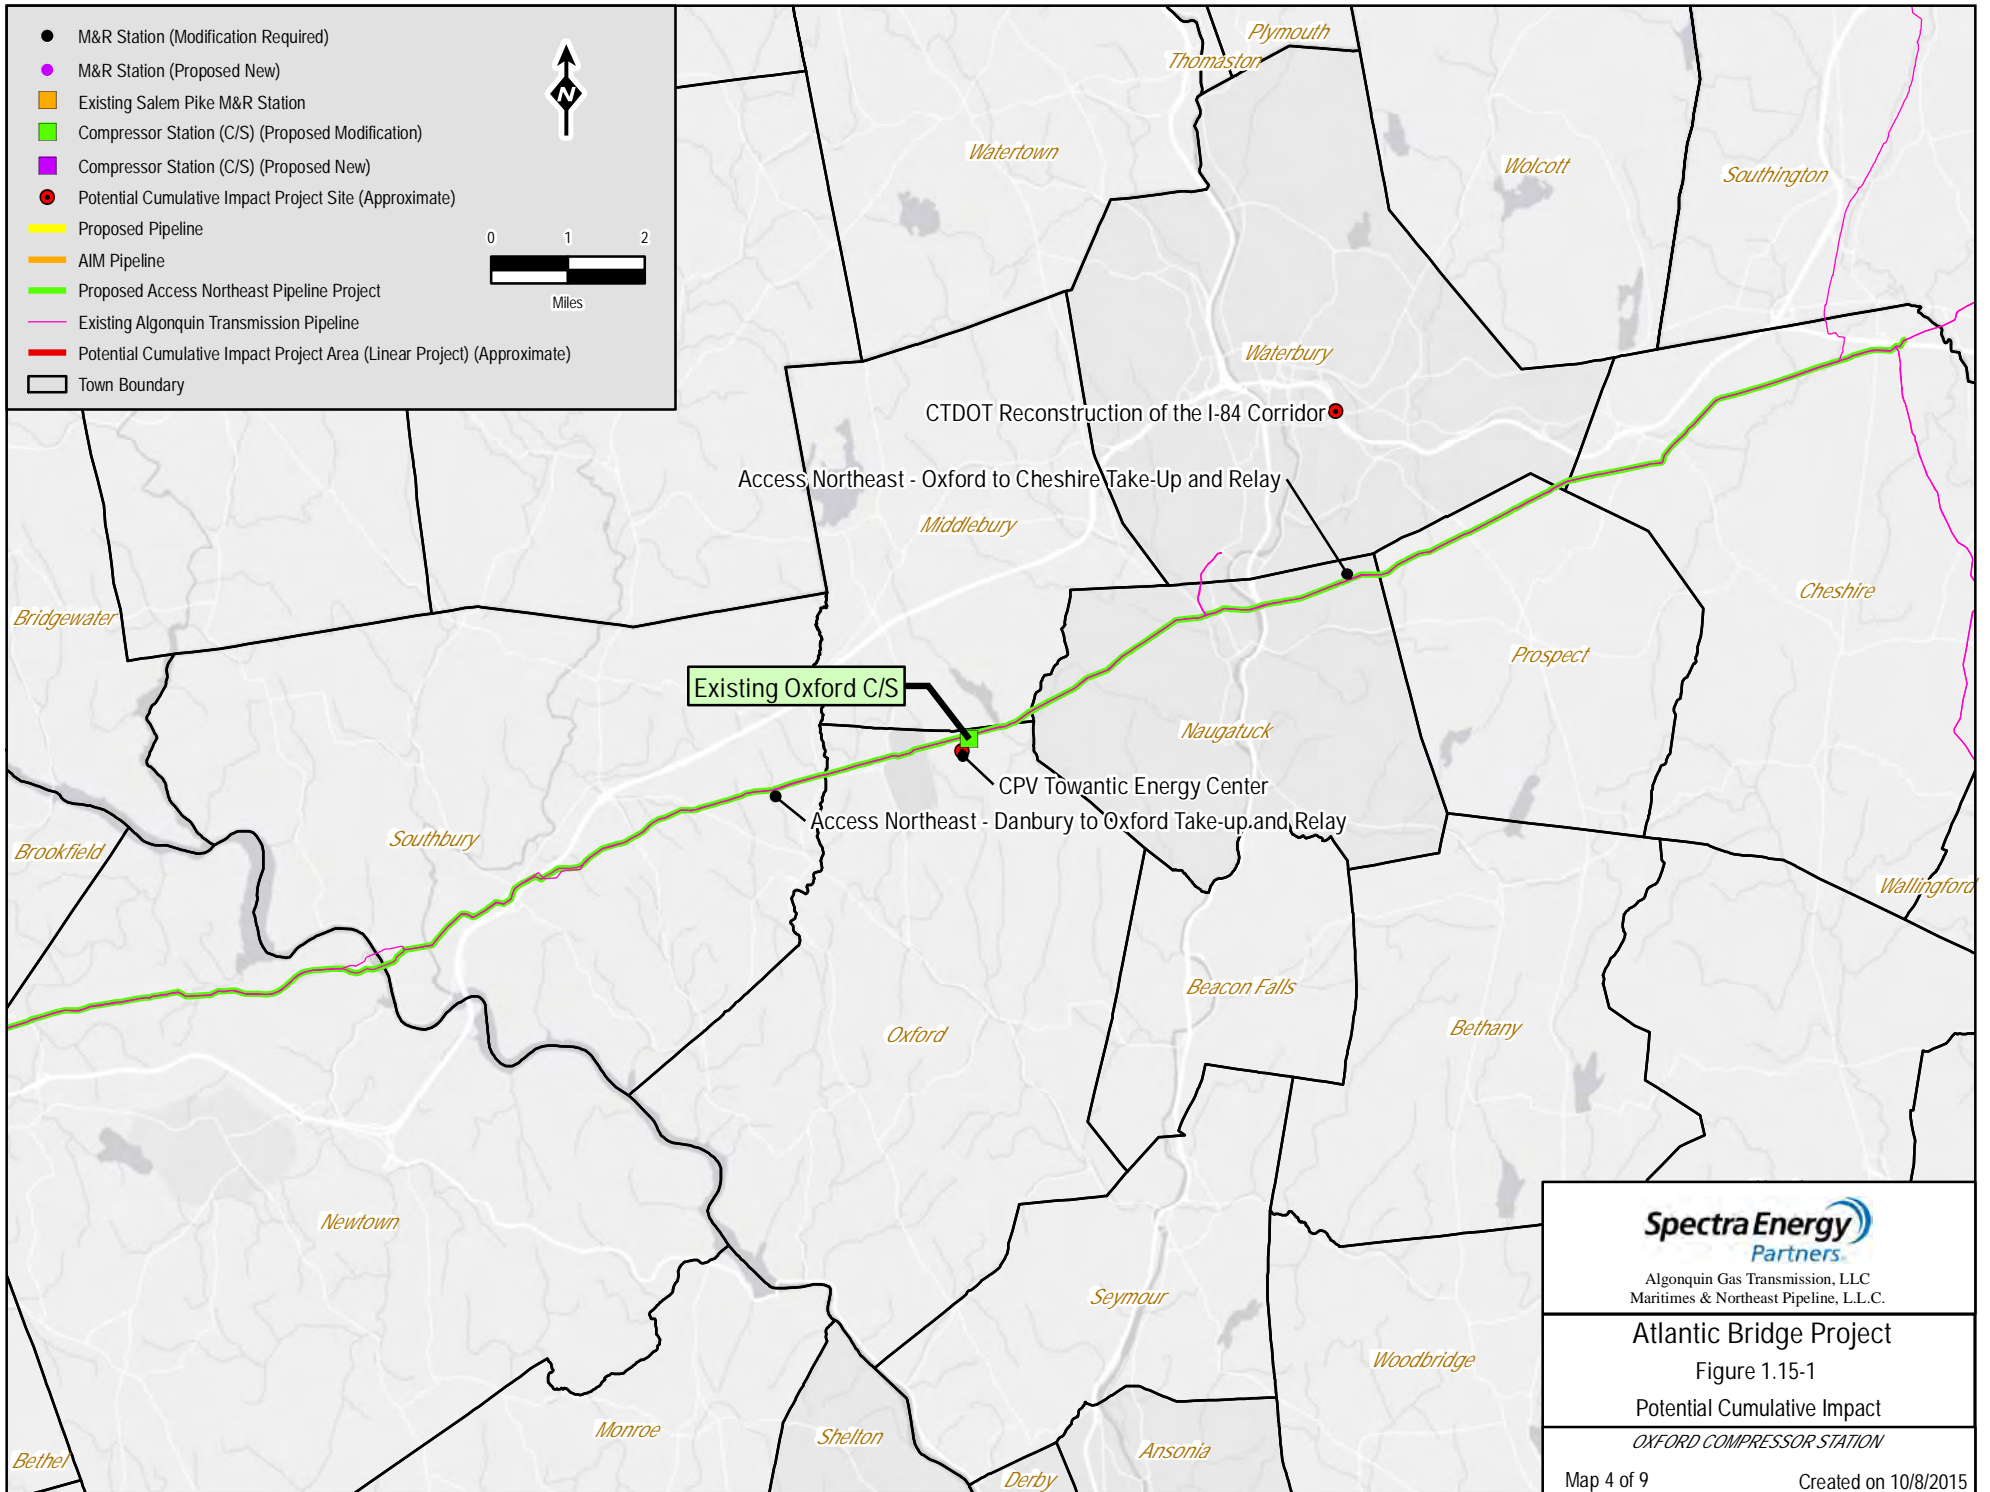 M&R Station (Modification Required)
M&R Station (Proposed New)
Existing Salem Pike M&R Station
Compressor Station (C/S) (Proposed Modification)
Compressor Station (C/S) (Proposed New)
Potential Cumulative Impact Project Site (Approximate)
Proposed Pipeline
AIM Pipeline
Proposed Access Northeast Pipeline Project
Existing Algonquin Transmission Pipeline
Potential Cumulative Impact Project Area (Linear Project) (Approximate)
Town Boundary
N
0 1 2
Miles
Plymouth
Thomaston
Watertown
Wolcott
Southington
Waterbury
CTDOT Reconstruction of the I-84 Corridor
Access Northeast - Oxford to Cheshire Take-Up and Relay
Middlebury
Cheshire
Bridgewater
Prospect
Existing Oxford C/S
Naugatuck
CPV Towantic Energy Center
Access Northeast - Danbury to Oxford Take-up and Relay
Southbury
Brookfield
Wallingford
Beacon Falls
Oxford
Bethany
Newtown
Seymour
Woodbridge
Monroe
Shelton
Ansonia
Bethel
Derby
Spectra Energy
Partners
Algonquin Gas Transmission, LLC
Maritimes & Northeast Pipeline, L.L.C.
Atlantic Bridge Project
Figure 1.15-1
Potential Cumulative Impact
OXFORD COMPRESSOR STATION
Map 4 of 9 Created on 10/8/2015